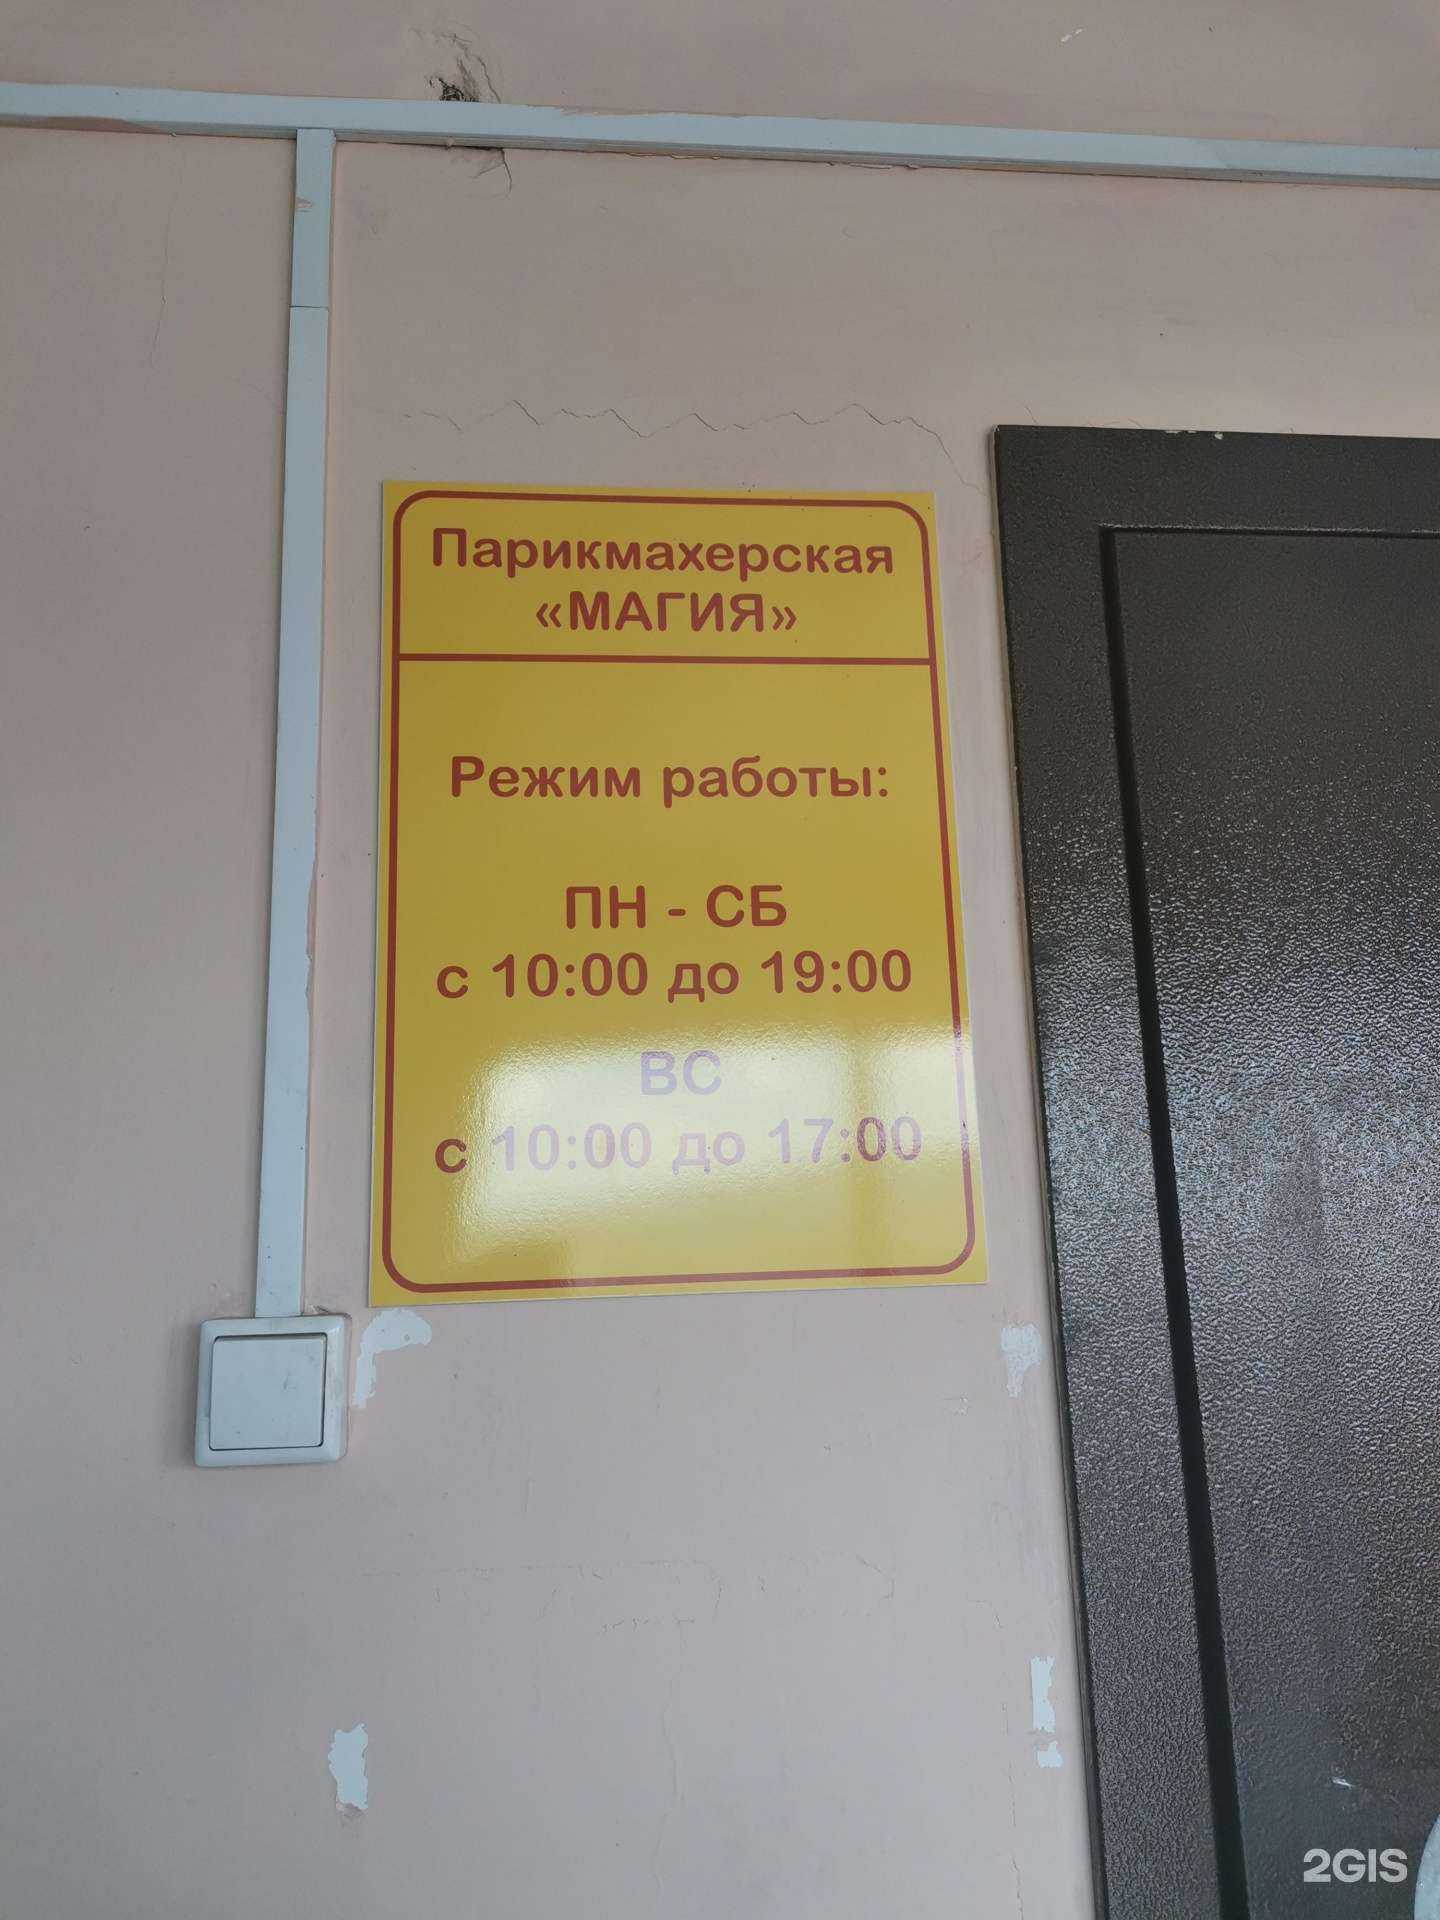 Парикмахерская
«МАГИЯ»
Режим работы:
ПН - СБ
с 10:00 до 19:00
ВС
с 10:00 до 17:00
2GIS